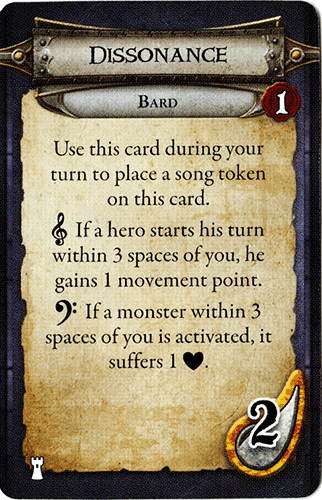 DISSONANCE
BARD
1
Use this card during your
turn to place a song token
on this card.
𝄞 If a hero starts his turn
within 3 spaces of you, he
gains 1 movement point.
𝄢 If a monster within 3
spaces of you is activated, it
suffers 1 ♥.
2